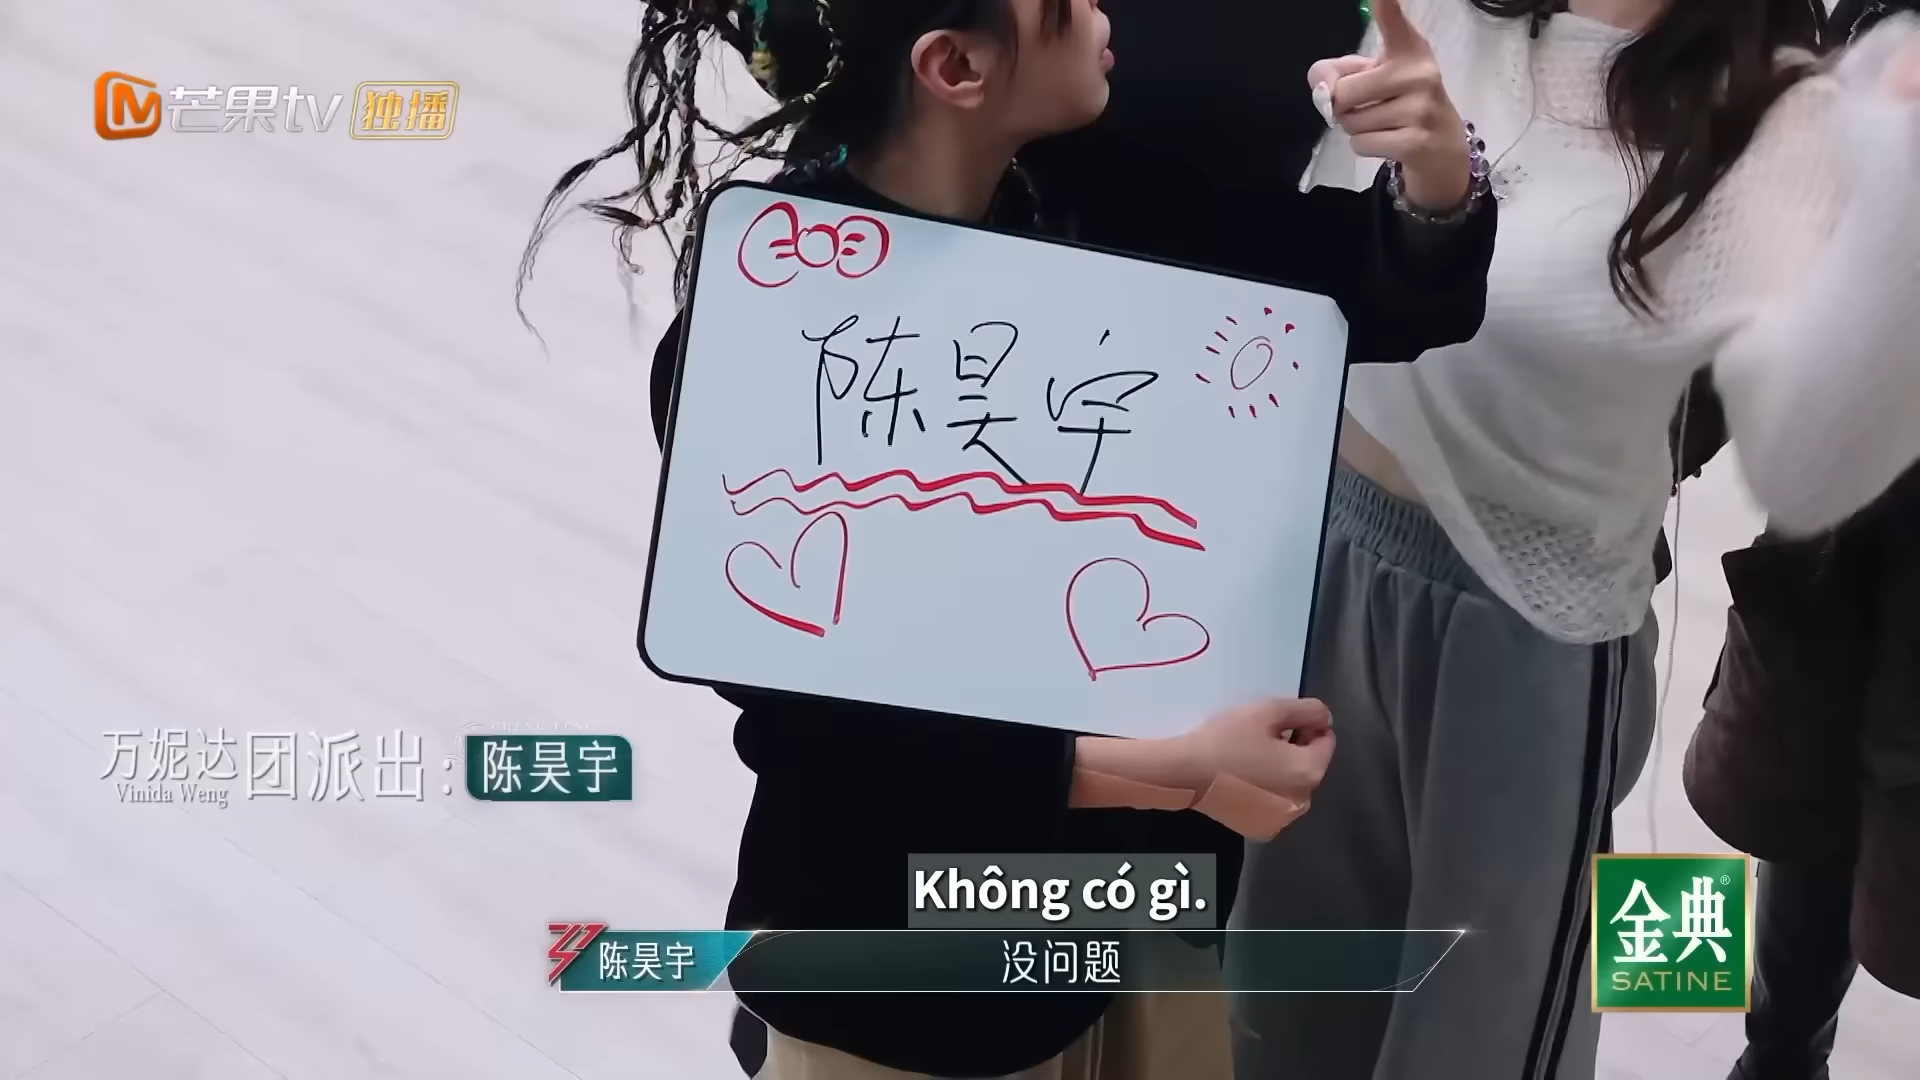 芒果tv 独播
陈昊宇
万妮达团派出：陈昊宇
Vinida Weng
Không có gì.
陈昊宇 没问题
金典®
SATINE